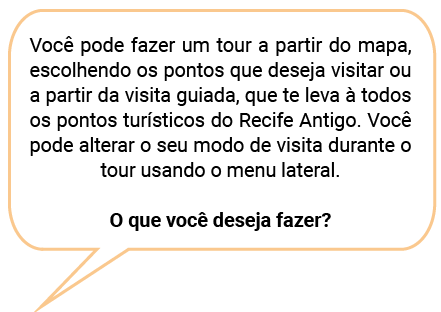 Você pode fazer um tour a partir do mapa,
escolhendo os pontos que deseja visitar ou
a partir da visita guiada, que te leva à todos
os pontos turísticos do Recife Antigo. Você
pode alterar o seu modo de visita durante o
tour usando o menu lateral.
O que você deseja fazer?